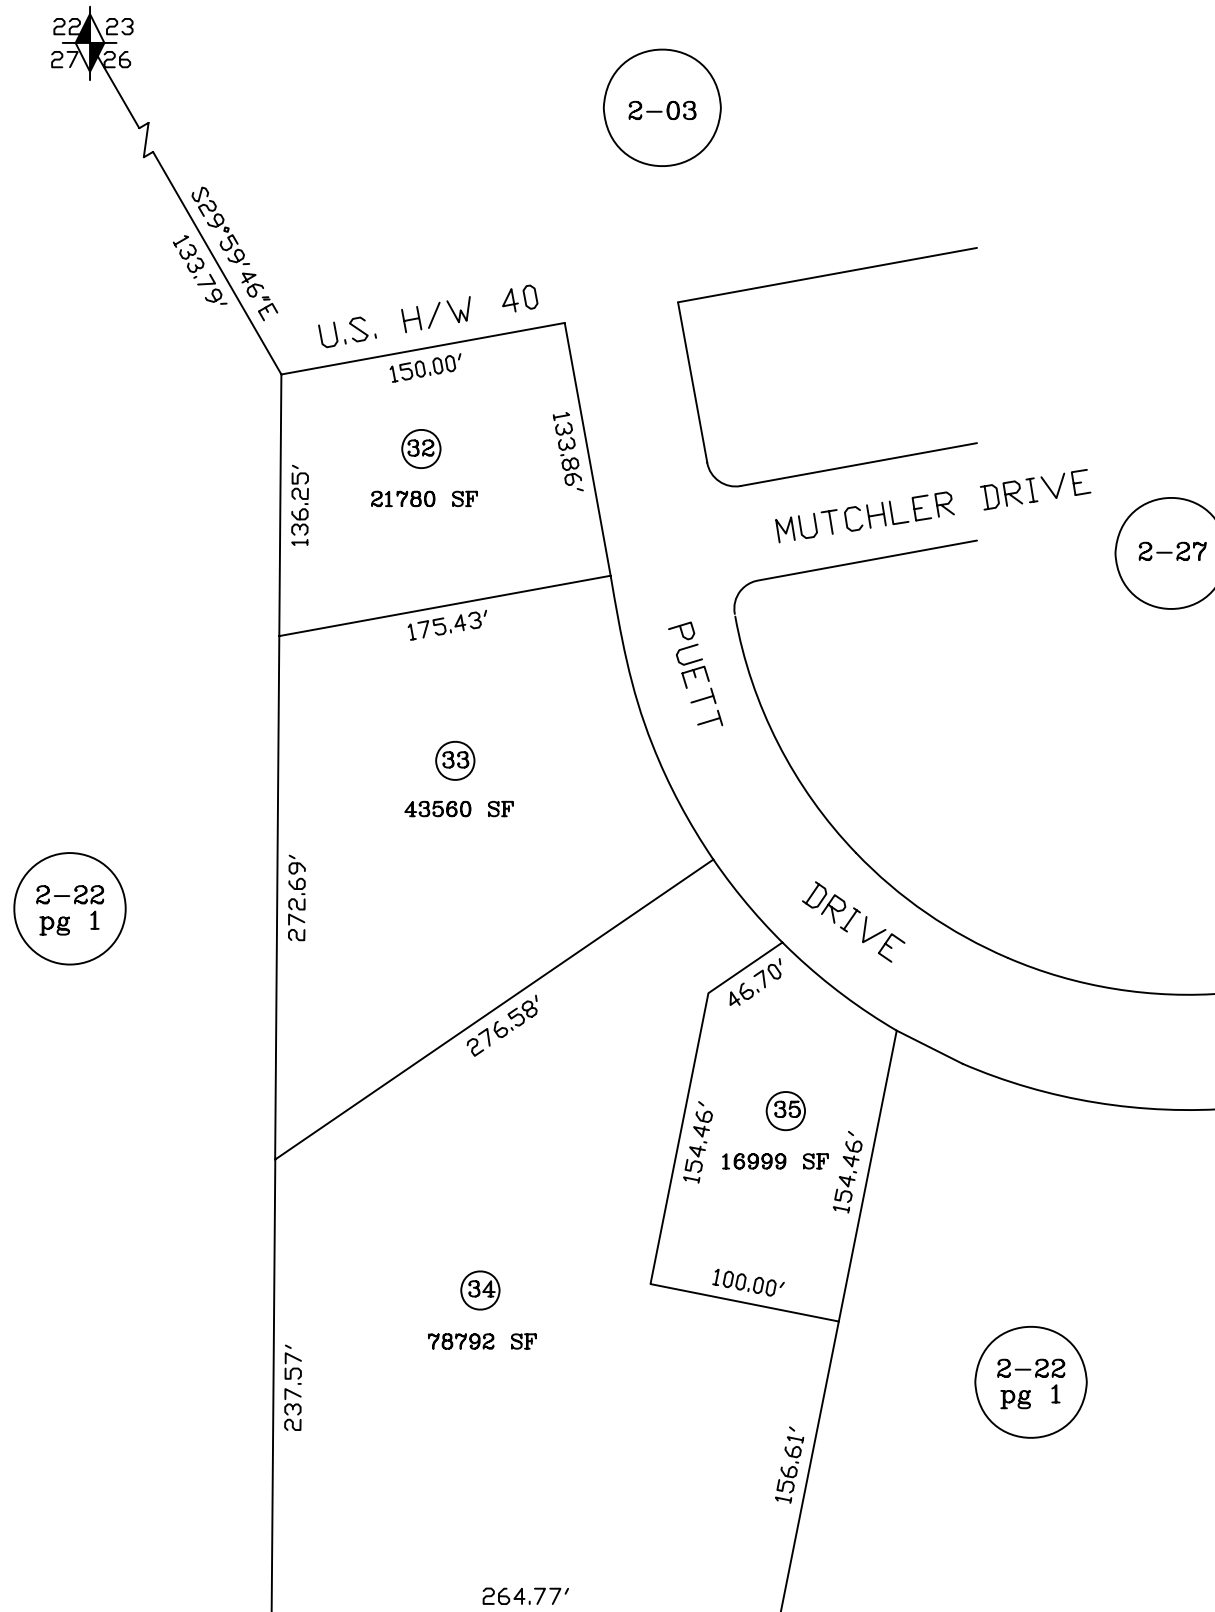 22 23
27 26
2-03
S29°59'46"E
133.79'
U.S. H/W 40
150.00'
32
21780 SF
133.86'
136.25'
MUTCHLER DRIVE
2-27
175.43'
PUETT
33
43560 SF
2-22
pg 1
272.69'
DRIVE
46.70'
276.58'
35
16999 SF
154.46'
154.46'
100.00'
34
78792 SF
237.57'
2-22
pg 1
156.61'
264.77'